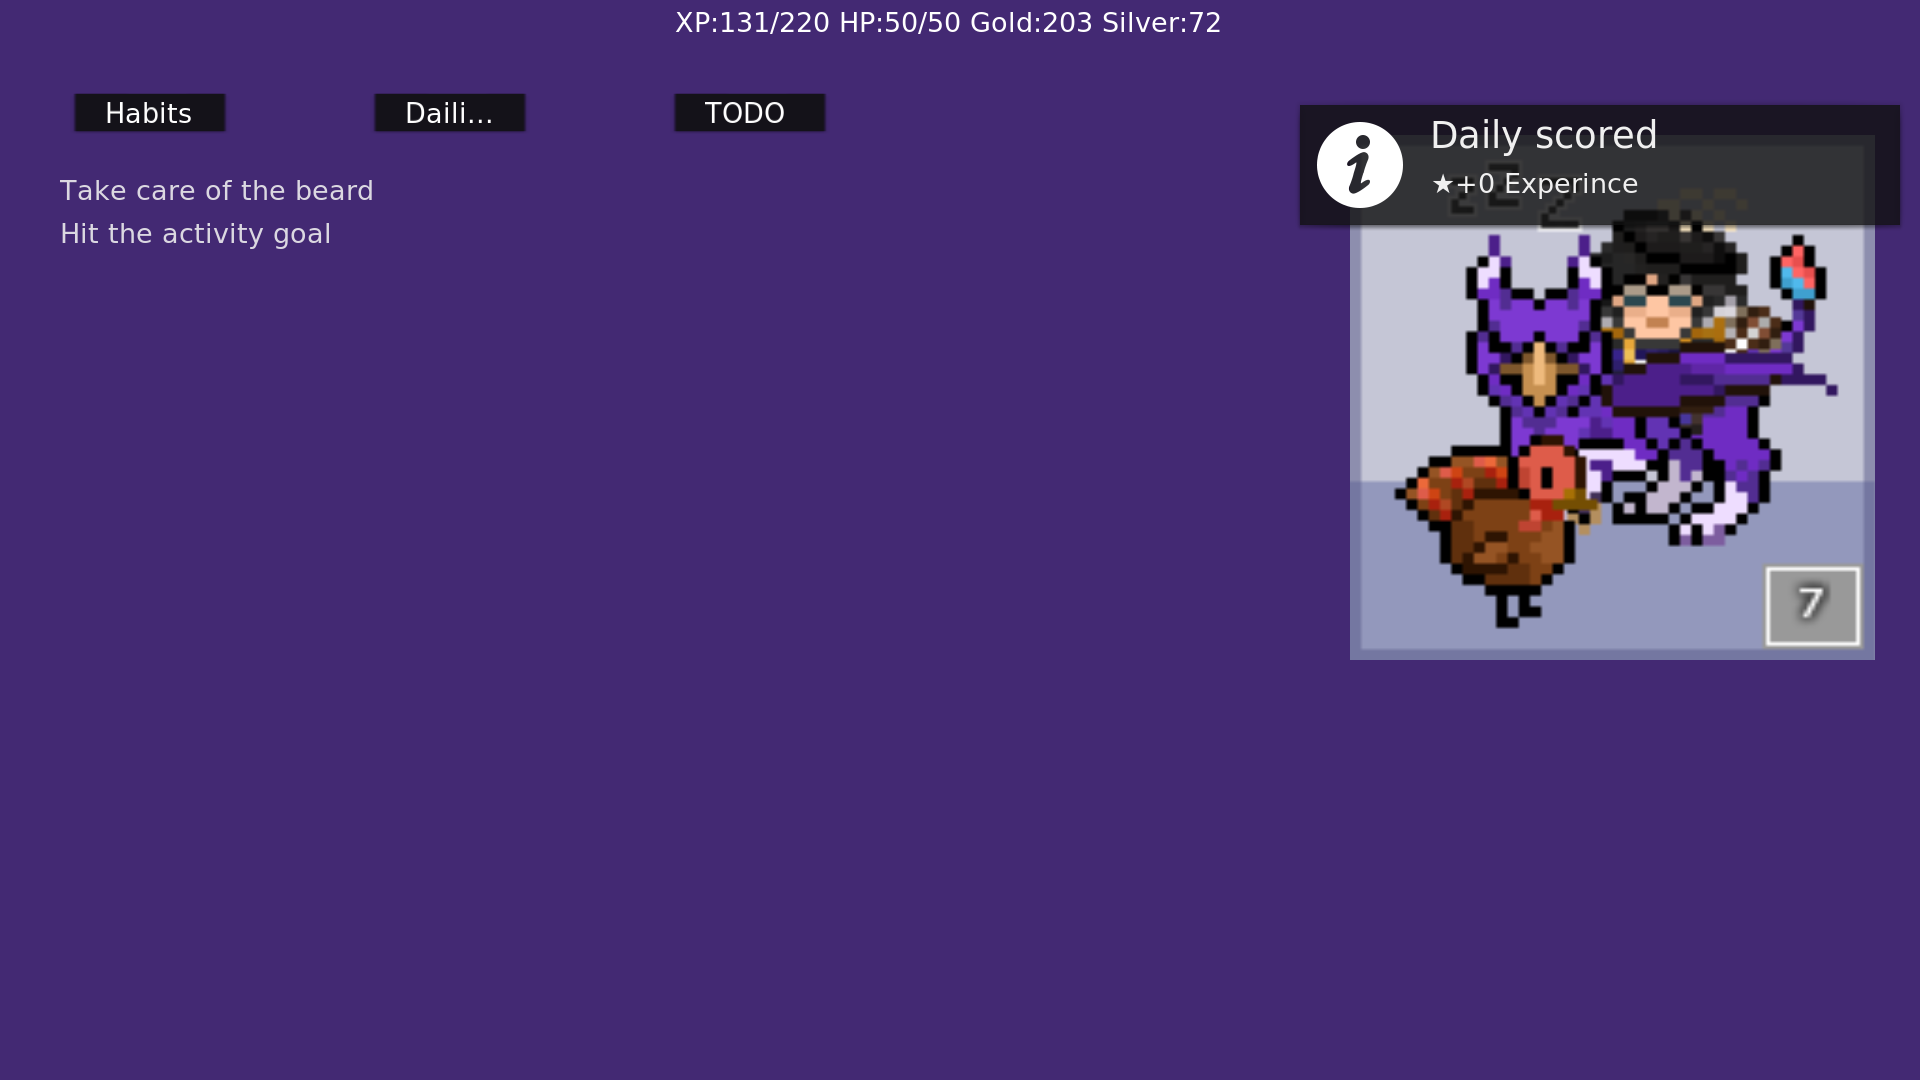 XP:131/220 HP:50/50 Gold:203 Silver:72
Habits
Daili...
TODO
Daily scored
★+0 Experince
Take care of the beard
Hit the activity goal
7